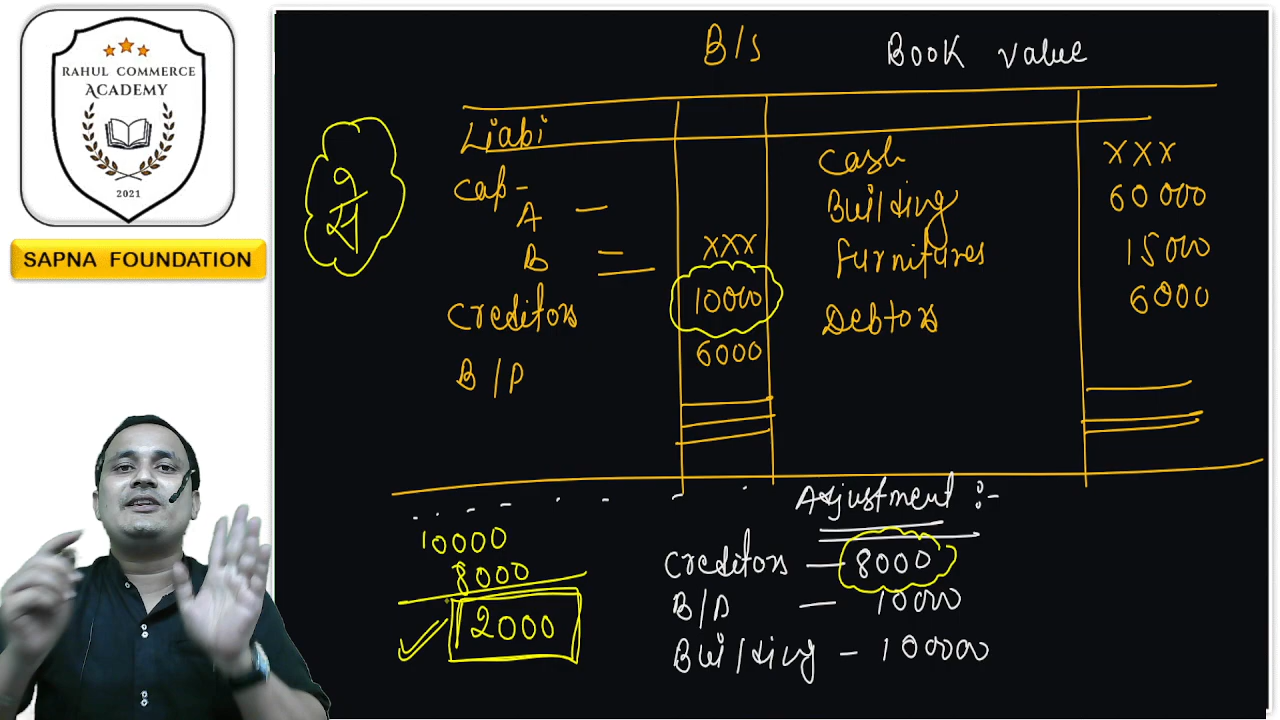 RAHUL COMMERCE
ACADEMY
2021
SAPNA FOUNDATION
B/S Book value
Liabi
Cap-
A -
B =
XXX
Creditors 10000
B/P 6000
Cash XXX
Building 60000
Furnitures 15000
Debtors 6000
Adjustment :-
Creditors — 8000
B/P — 10000
Building - 100000
10000
8000
2000